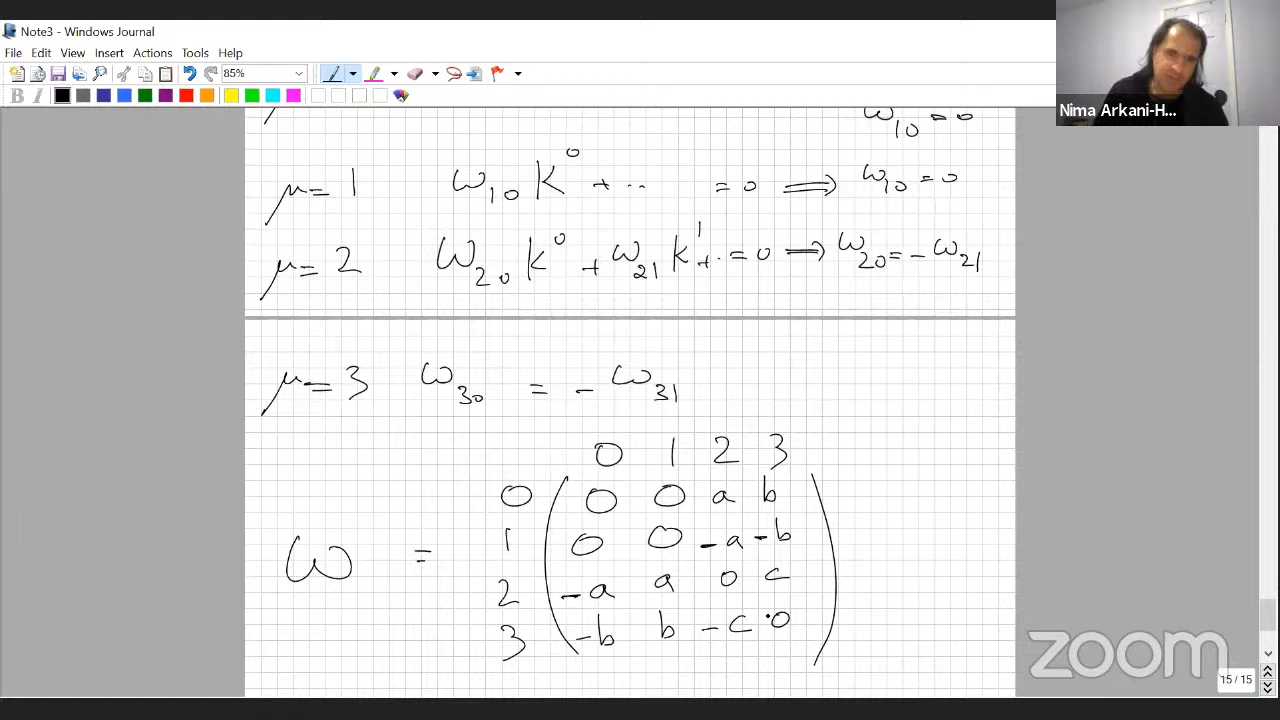 Note3 - Windows Journal
File Edit View Insert Actions Tools Help
85%
B I
Nima Arkani-H...
ω₁₀ = 0
μ = 1 ω₁₀ K⁰ + ·· = 0 ⟹ ω₁₀ = 0
μ = 2 ω₂₀ K⁰ + ω₂₁ K¹ + ·· = 0 ⟹ ω₂₀ = - ω₂₁
μ = 3 ω₃₀ = - ω₃₁
0 1 2 3
0 0 0 a b
1 0 0 -a -b
ω =
2 -a a 0 c
3 -b b -c 0
zoom
15 / 15